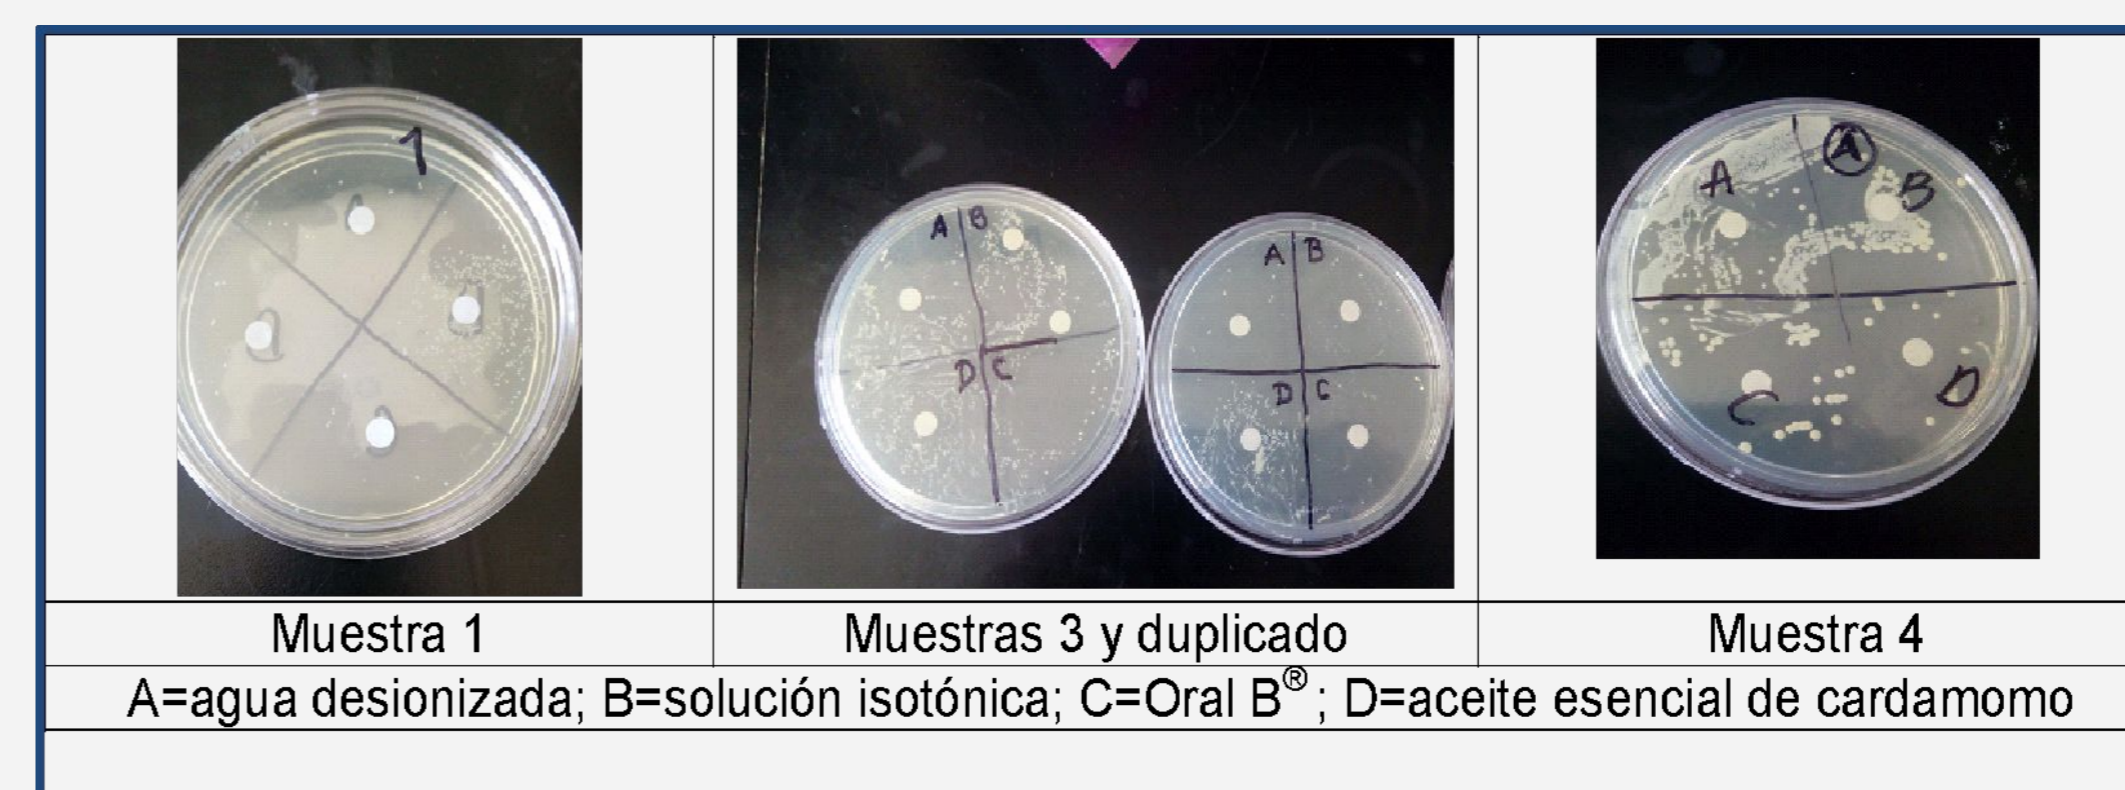 1
A B
D C
A B
D C
A A B
C D
Muestra 1
Muestras 3 y duplicado
Muestra 4
A=agua desionizada; B=solución isotónica; C=Oral B®; D=aceite esencial de cardamomo